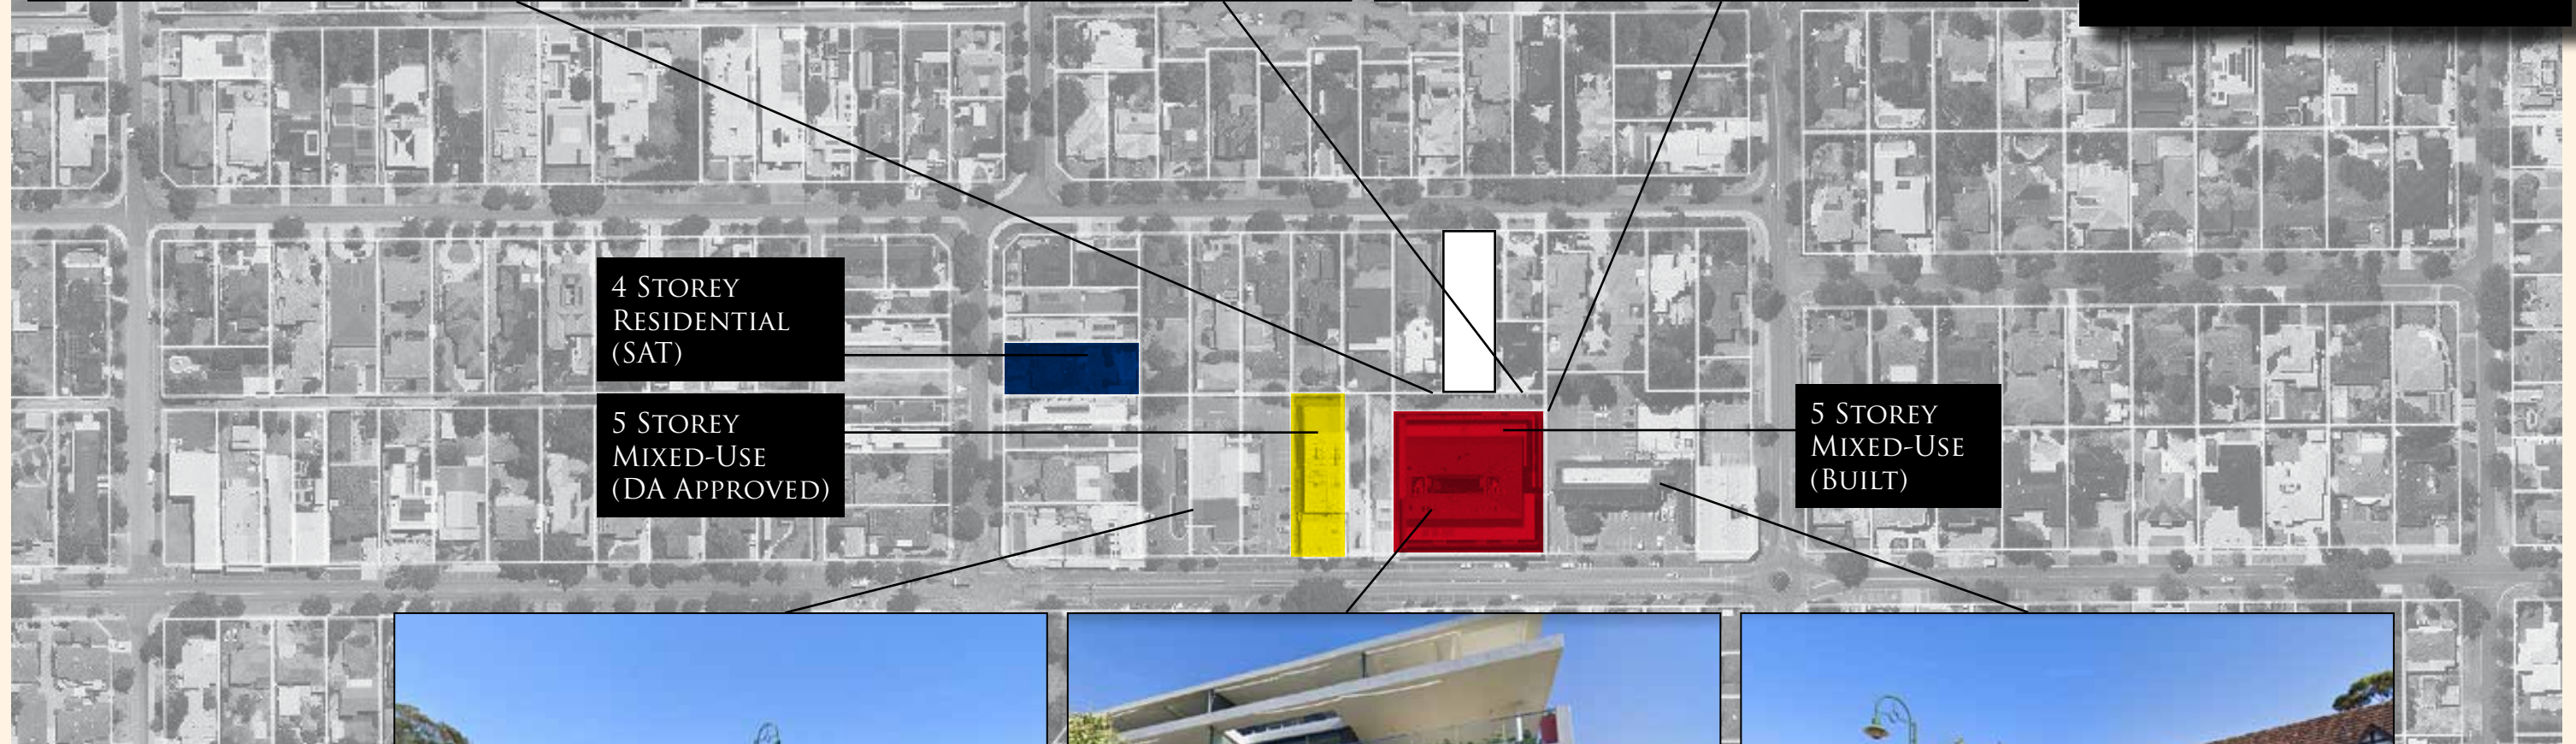 4 Storey
Residential
(SAT)
5 Storey
Mixed-Use
(DA Approved)
5 Storey
Mixed-Use
(Built)